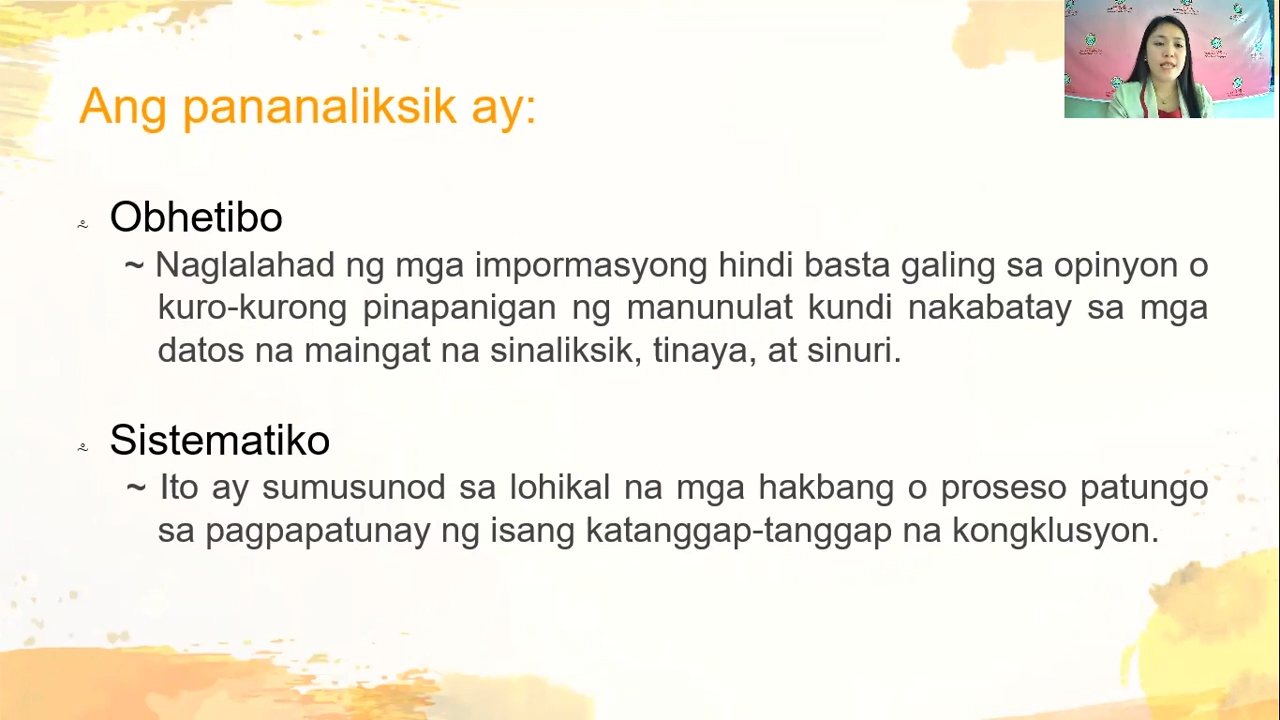 Ang pananaliksik ay:
Obhetibo
~ Naglalahad ng mga impormasyong hindi basta galing sa opinyon o
kuro-kurong pinapanigan ng manunulat kundi nakabatay sa mga
datos na maingat na sinaliksik, tinaya, at sinuri.
Sistematiko
~ Ito ay sumusunod sa lohikal na mga hakbang o proseso patungo
sa pagpapatunay ng isang katanggap-tanggap na kongklusyon.